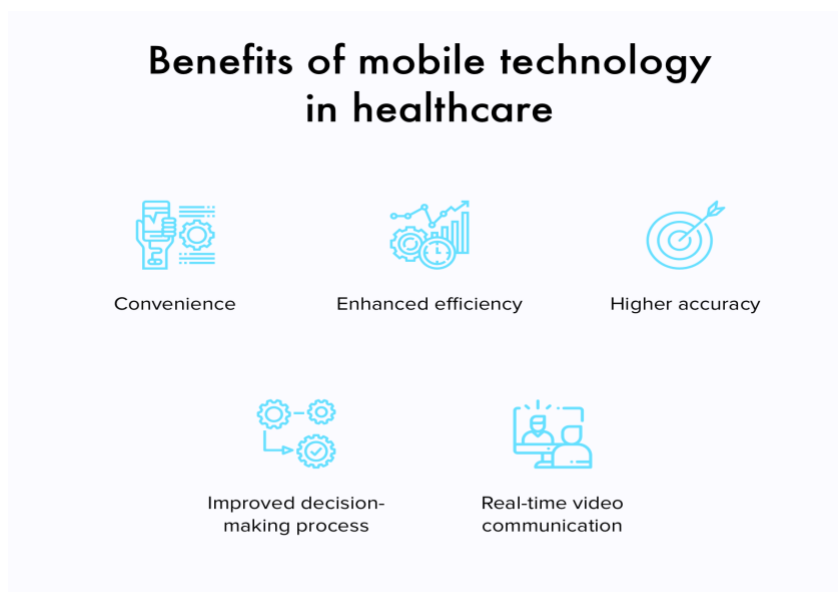 Benefits of mobile technology
in healthcare
Convenience
Enhanced efficiency
Higher accuracy
Improved decision-
making process
Real-time video
communication